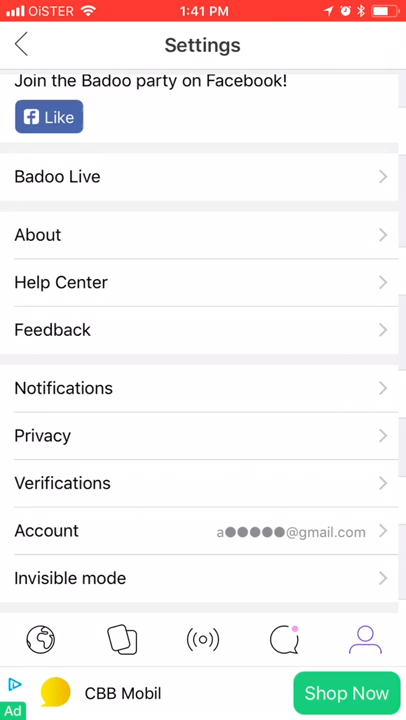 OiSTER
1:41 PM
Settings
Join the Badoo party on Facebook!
Like
Badoo Live
About
Help Center
Feedback
Notifications
Privacy
Verifications
Account a●●●●●@gmail.com
Invisible mode
Ad
CBB Mobil
Shop Now